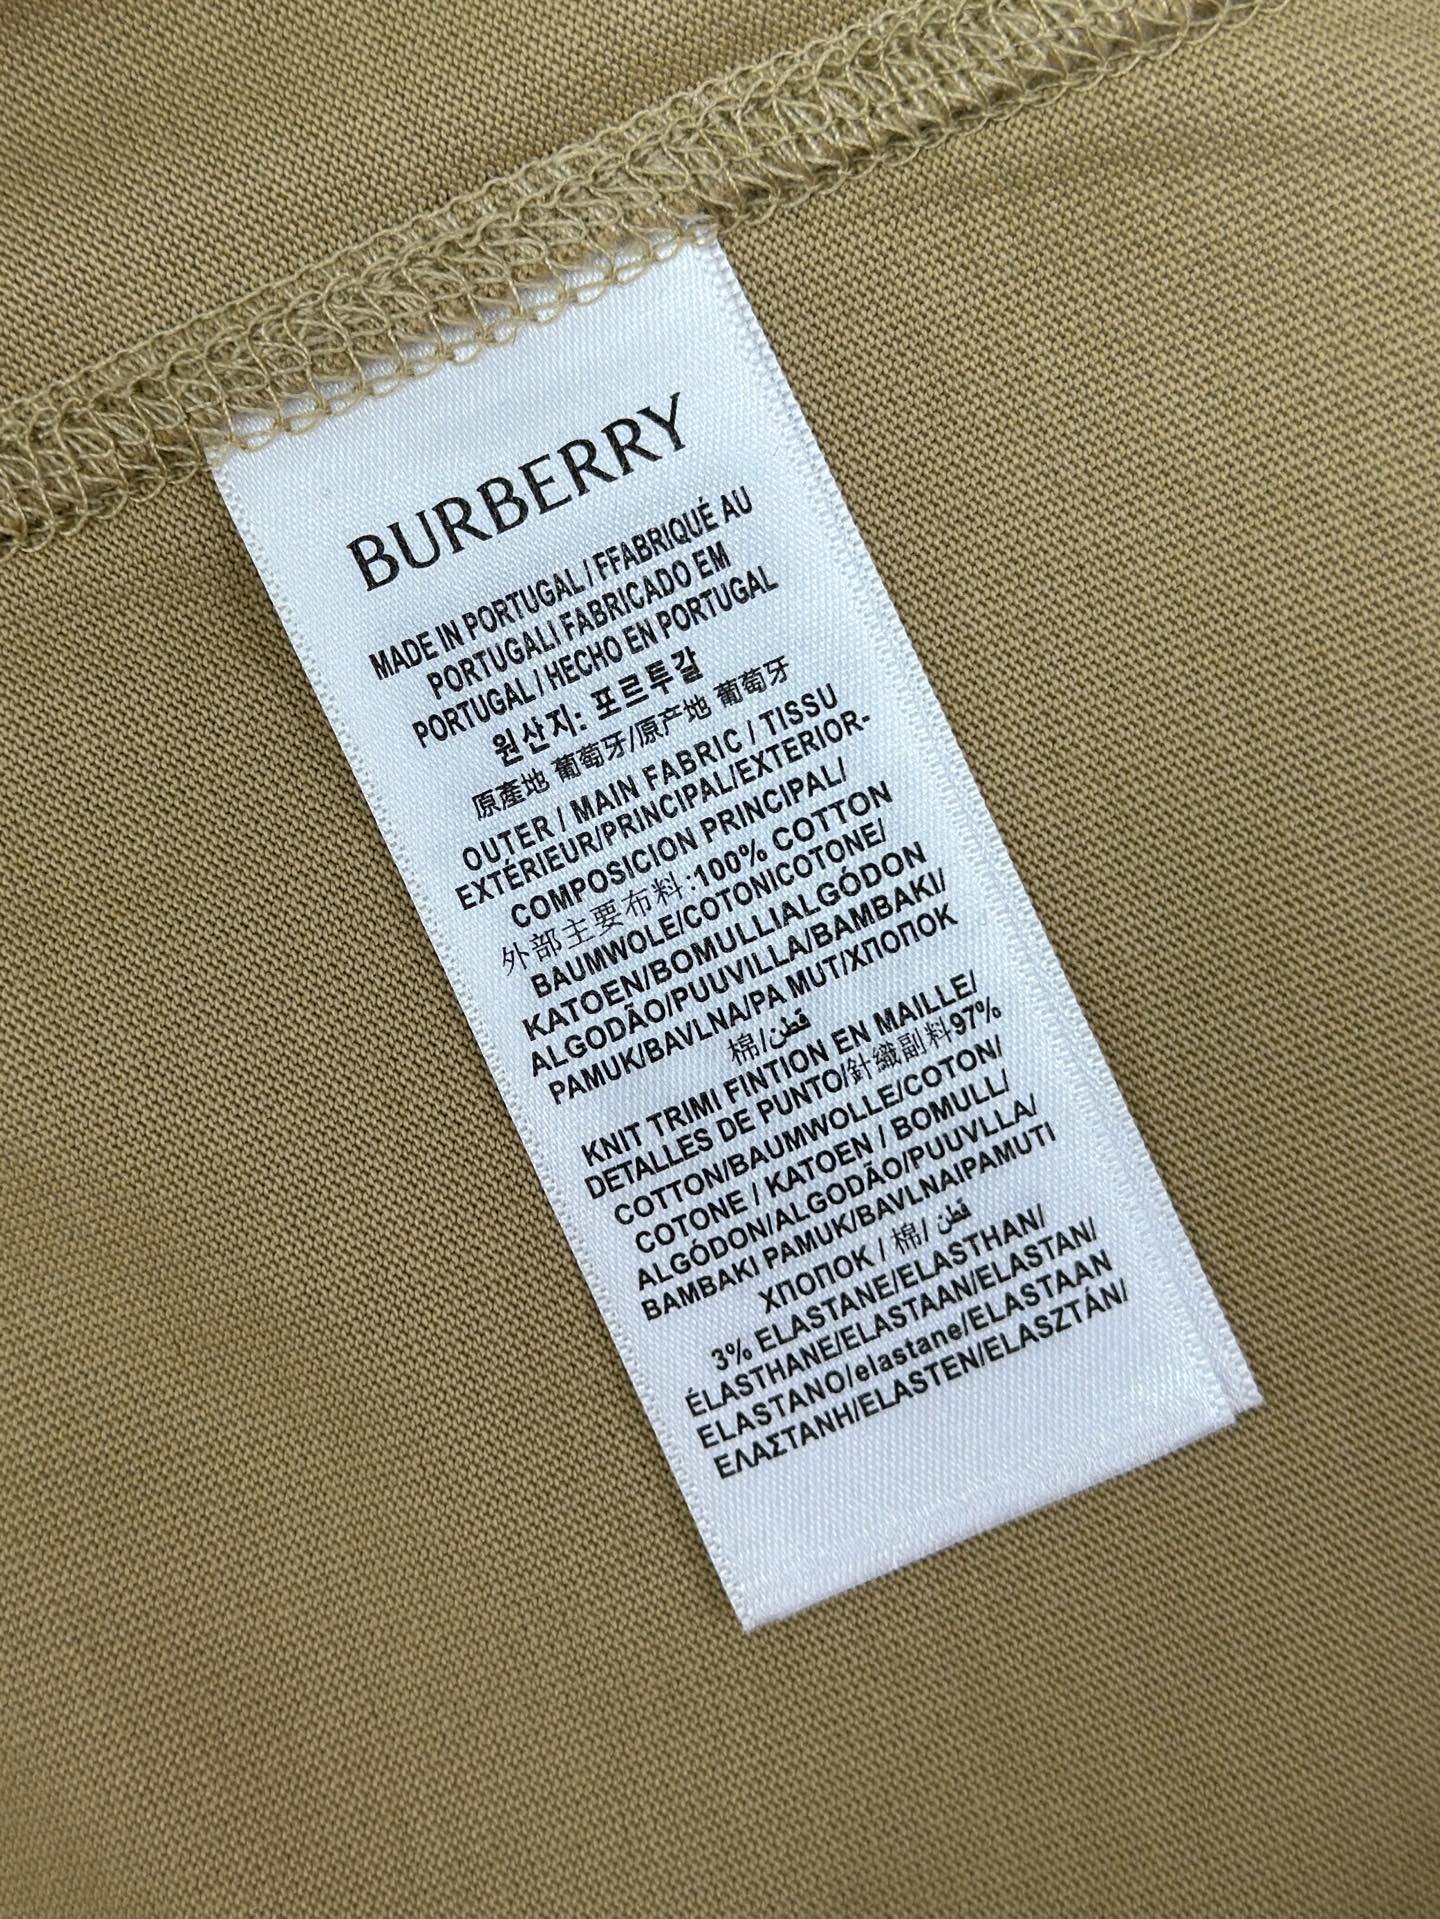 BURBERRY
MADE IN PORTUGAL / FFABRIQUÉ AU
PORTUGALI FABRICADO EM
PORTUGAL / HECHO EN PORTUGAL
원산지: 포르투갈
原產地 葡萄牙/原产地 葡萄牙
OUTER / MAIN FABRIC / TISSU
EXTÉRIEUR/PRINCIPAL/EXTERIOR-
COMPOSICION PRINCIPAL/
外部主要布料:100% COTTON
BAUMWOLE/COTONICOTONE/
KATOEN/BOMULLIALGÓDON
ALGODÃO/PUUVILLA/BAMBAKI/
PAMUK/BAVLNA/PA MUT/ХΠΟΠΟΚ
棉/قطن
KNIT TRIMI FINTION EN MAILLE/
DETALLES DE PUNTO/針織副料97%
COTTON/BAUMWOLLE/COTON/
COTONE / KATOEN / BOMULL/
ALGÓDON/ALGODÃO/PUUVLLA/
BAMBAKI PAMUK/BAVLNAIPAMUTI
ХΠΟΠΟΚ / 棉/ قطن
3% ELASTANE/ELASTHAN/
ÉLASTHANE/ELASTAAN/ELASTAN/
ELASTANO/elastane/ELASTAAN
ΕΛΑΣΤΑΝΗ/ELASTEN/ELASZTÁN/